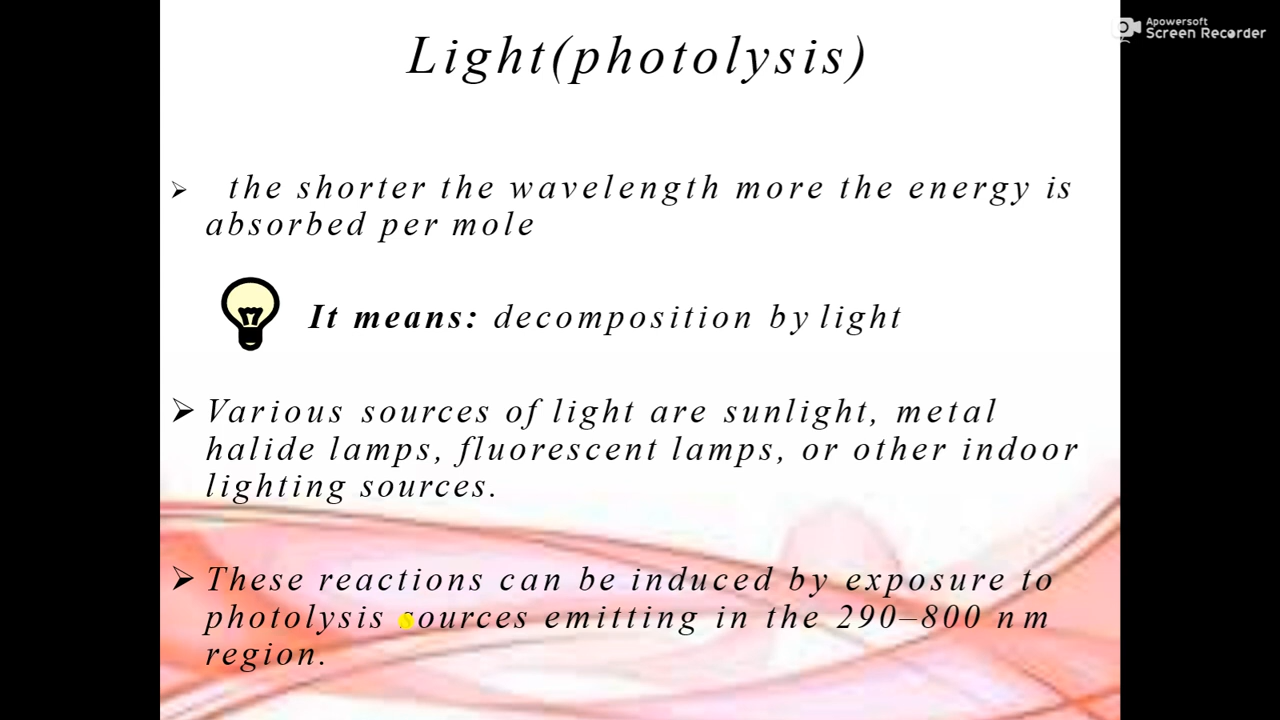 Apowersoft
Screen Recorder
Light(photolysis)
the shorter the wavelength more the energy is
absorbed per mole
It means: decomposition by light
Various sources of light are sunlight, metal
halide lamps, fluorescent lamps, or other indoor
lighting sources.
These reactions can be induced by exposure to
photolysis sources emitting in the 290–800 nm
region.